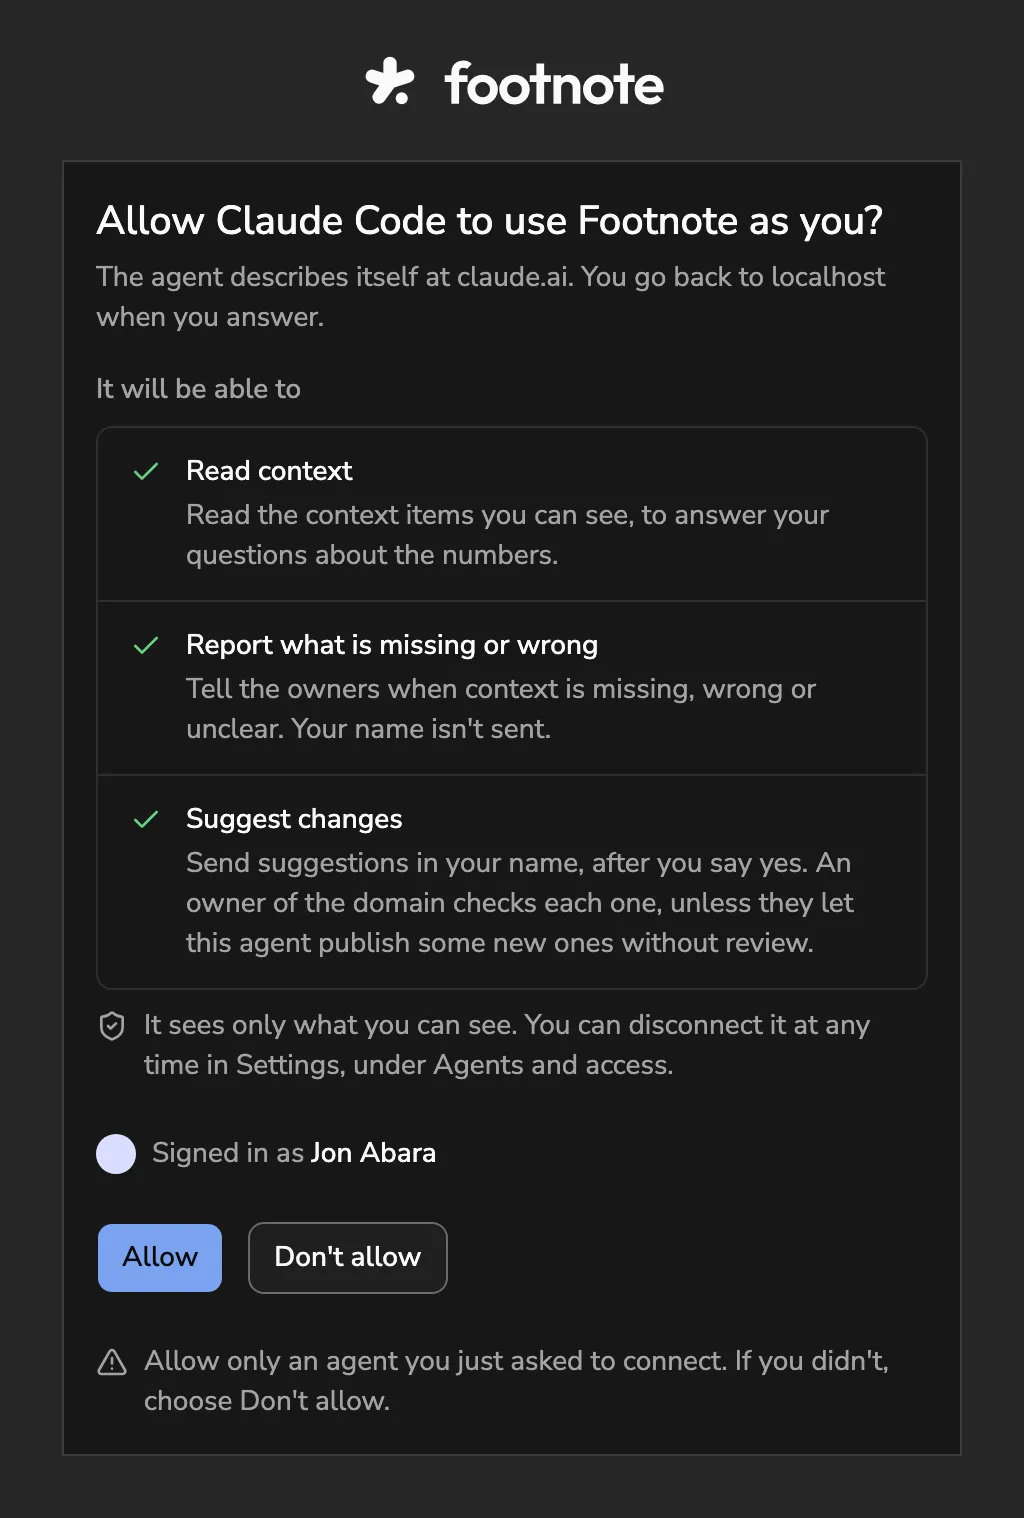 footnote
Allow Claude Code to use Footnote as you?
The agent describes itself at claude.ai. You go back to localhost
when you answer.
It will be able to
Read context
Read the context items you can see, to answer your
questions about the numbers.
Report what is missing or wrong
Tell the owners when context is missing, wrong or
unclear. Your name isn't sent.
Suggest changes
Send suggestions in your name, after you say yes. An
owner of the domain checks each one, unless they let
this agent publish some new ones without review.
It sees only what you can see. You can disconnect it at any
time in Settings, under Agents and access.
Signed in as Jon Abara
Allow Don't allow
Allow only an agent you just asked to connect. If you didn't,
choose Don't allow.